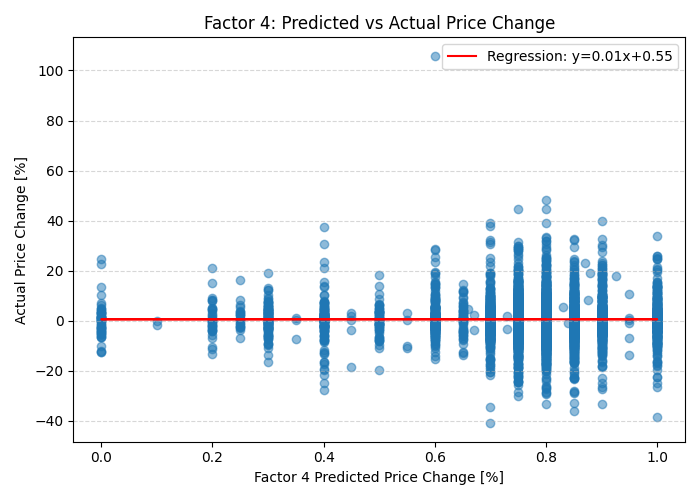 Factor 4: Predicted vs Actual Price Change
Regression: y=0.01x+0.55
Actual Price Change [%]
100
80
60
40
20
0
−20
−40
0.0 0.2 0.4 0.6 0.8 1.0
Factor 4 Predicted Price Change [%]